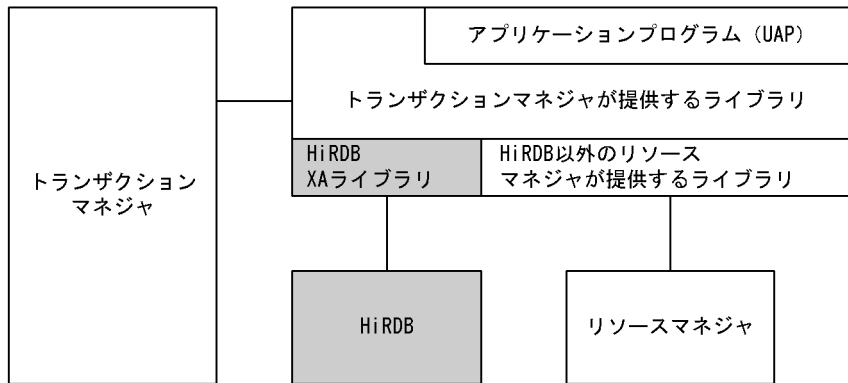 トランザクション
マネジャ
アプリケーションプログラム（UAP）
トランザクションマネジャが提供するライブラリ
HiRDB
XAライブラリ
HiRDB以外のリソース
マネジャが提供するライブラリ
HiRDB
リソースマネジャ